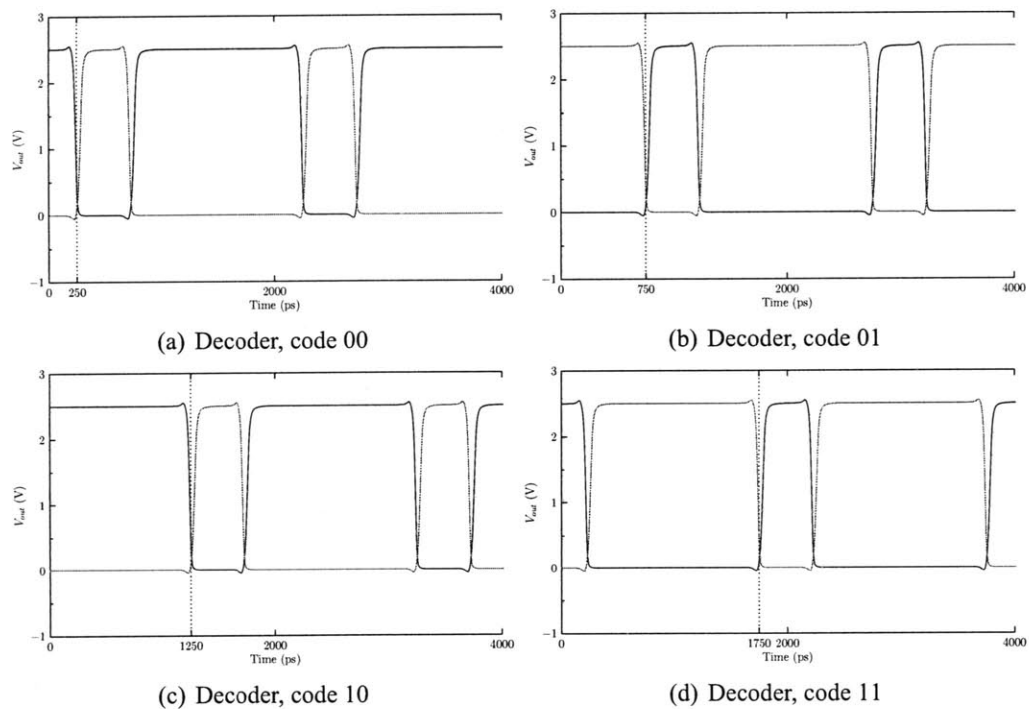 3
2
1
0
−1
V_out (V)
0 250 2000 4000
Time (ps)
(a) Decoder, code 00
3
2
1
0
−1
V_out (V)
0 750 2000 4000
Time (ps)
(b) Decoder, code 01
3
2
1
0
−1
V_out (V)
0 1250 2000 4000
Time (ps)
(c) Decoder, code 10
3
2
1
0
−1
V_out (V)
0 1750 2000 4000
Time (ps)
(d) Decoder, code 11